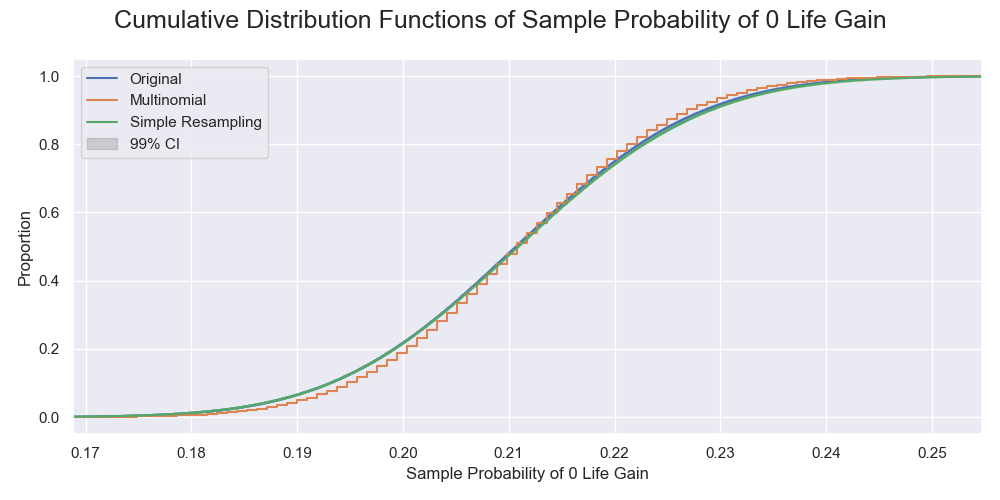 Cumulative Distribution Functions of Sample Probability of 0 Life Gain
Original
Multinomial
Simple Resampling
99% CI
Proportion
1.0
0.8
0.6
0.4
0.2
0.0
0.17 0.18 0.19 0.20 0.21 0.22 0.23 0.24 0.25
Sample Probability of 0 Life Gain